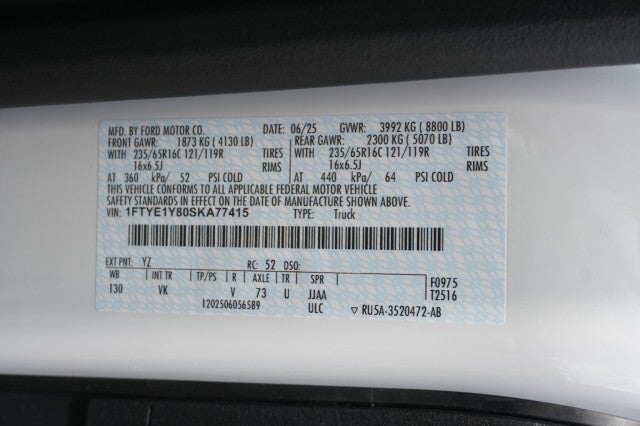 MFD. BY FORD MOTOR CO. DATE: 06/25 GVWR: 3992 KG ( 8800 LB)
FRONT GAWR: 1873 KG ( 4130 LB) REAR GAWR: 2300 KG ( 5070 LB)
WITH 235/65R16C 121/119R TIRES WITH 235/65R16C 121/119R TIRES
16x6.5J RIMS 16x6.5J RIMS
AT 360 kPa/ 52 PSI COLD AT 440 kPa/ 64 PSI COLD
THIS VEHICLE CONFORMS TO ALL APPLICABLE FEDERAL MOTOR VEHICLE
SAFETY STANDARDS IN EFFECT ON THE DATE OF MANUFACTURE SHOWN ABOVE.
VIN: 1FTYE1Y80SKA77415 TYPE: Truck
EXT PNT: YZ RC: 52 DSO:
WB INT TR TP/PS R AXLE TR SPR F0975
130 VK V 73 U JJAA T2516
12025060565B9 ULC ▽ RU5A-3520472-AB